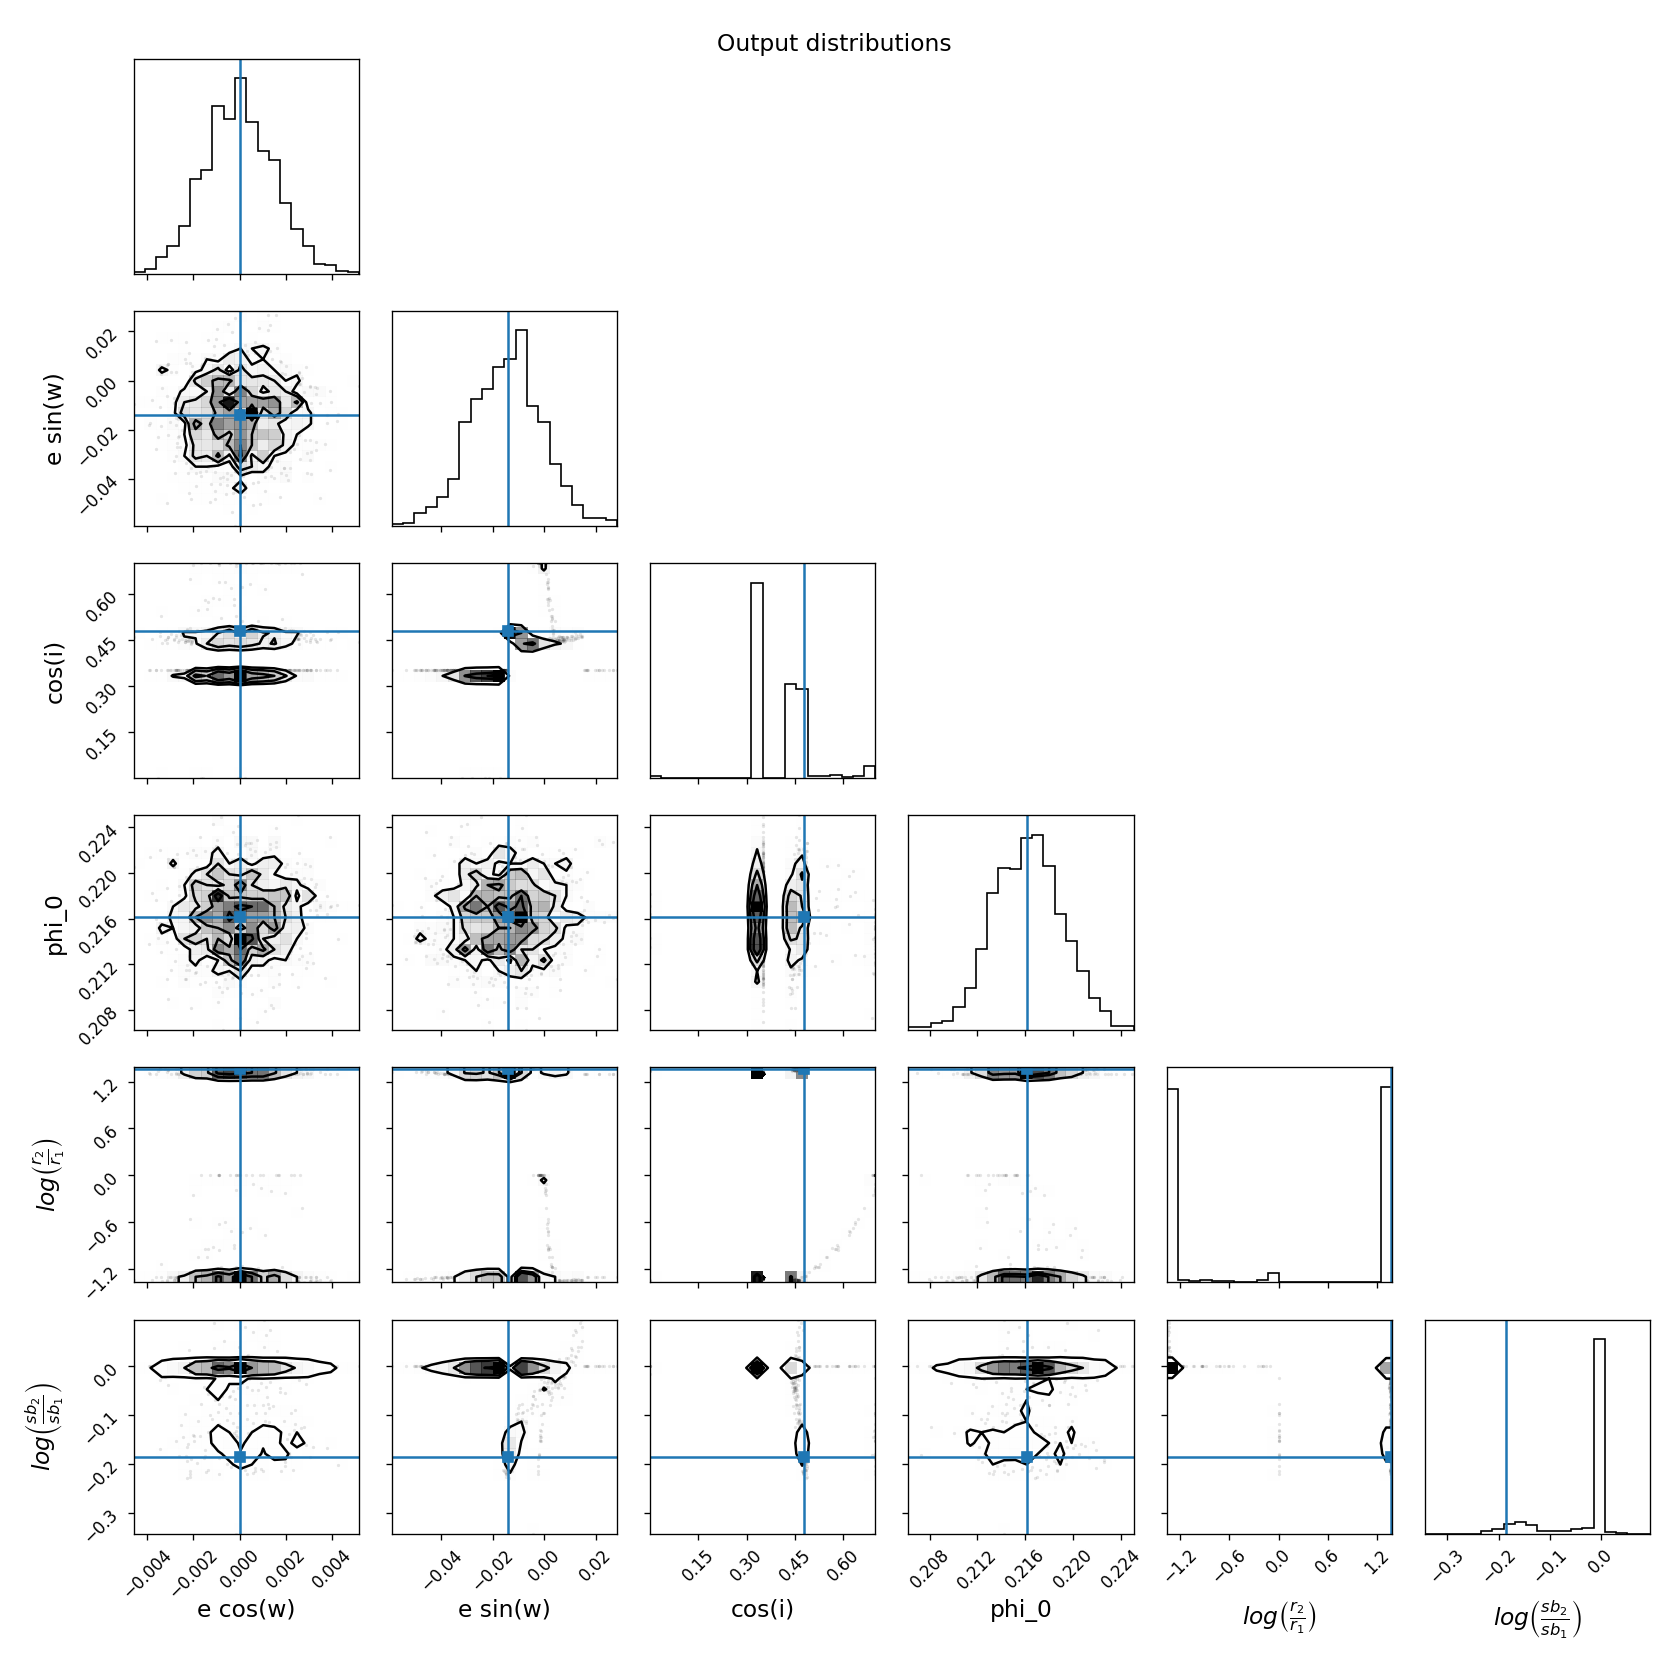 Output distributions
e sin(w)
0.02
0.00
−0.02
−0.04
cos(i)
0.60
0.45
0.30
0.15
phi_0
0.224
0.220
0.216
0.212
0.208
log(r₂/r₁)
1.2
0.6
0.0
−0.6
−1.2
log(sb₂/sb₁)
0.0
−0.1
−0.2
−0.3
−0.004 −0.002 0.000 0.002 0.004 −0.04 −0.02 0.00 0.02 0.15 0.30 0.45 0.60 0.208 0.212 0.216 0.220 0.224 −1.2 −0.6 0.0 0.6 1.2 −0.3 −0.2 −0.1 0.0
e cos(w) e sin(w) cos(i) phi_0 log(r₂/r₁) log(sb₂/sb₁)